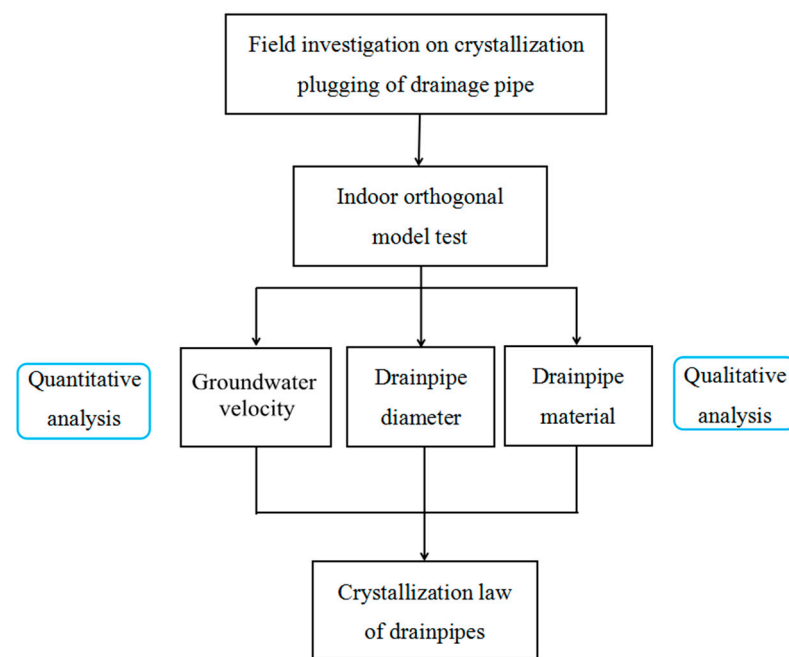 Field investigation on crystallization
plugging of drainage pipe
Indoor orthogonal
model test
Quantitative
analysis
Groundwater
velocity
Drainpipe
diameter
Drainpipe
material
Qualitative
analysis
Crystallization law
of drainpipes